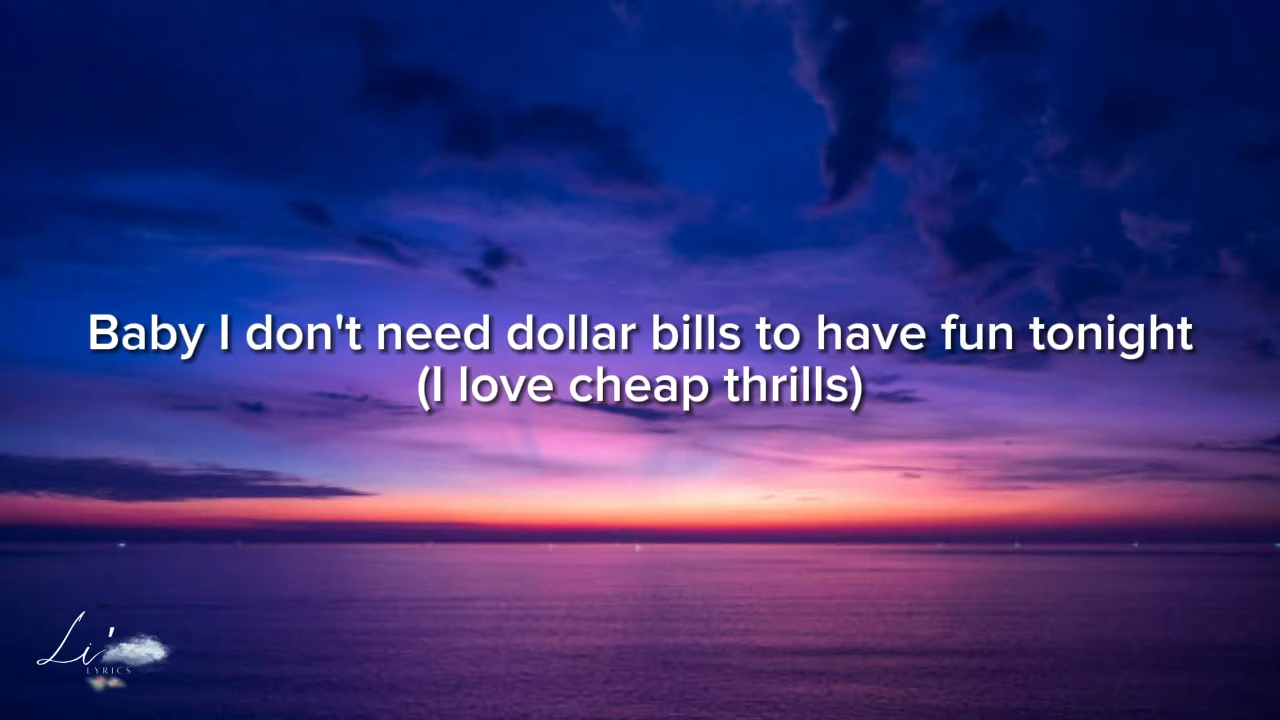 Baby I don't need dollar bills to have fun tonight
(I love cheap thrills)
Li'
LYRICS